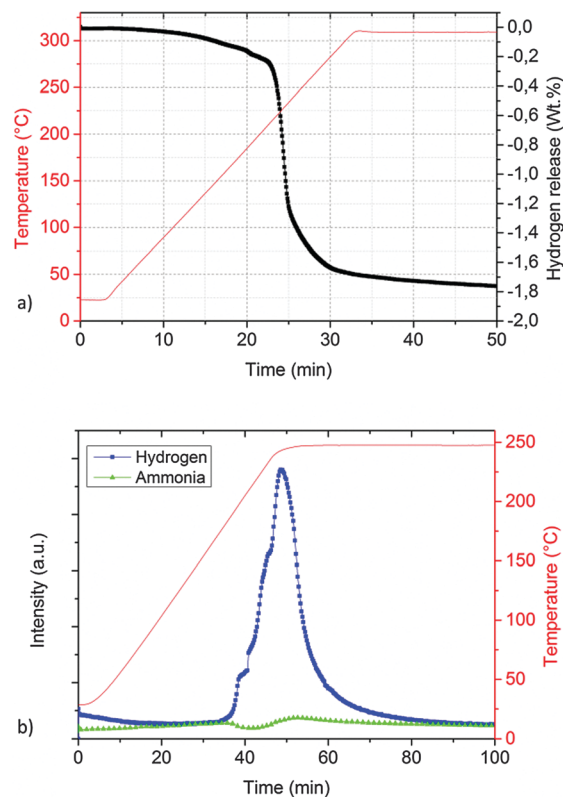 300
250
200
150
100
50
0
Temperature (°C)
0,0
-0,2
-0,4
-0,6
-0,8
-1,0
-1,2
-1,4
-1,6
-1,8
-2,0
Hydrogen release (Wt.%)
a)
0 10 20 30 40 50
Time (min)
Hydrogen
Ammonia
Intensity (a.u.)
250
200
150
100
50
0
Temperature (°C)
b)
0 20 40 60 80 100
Time (min)